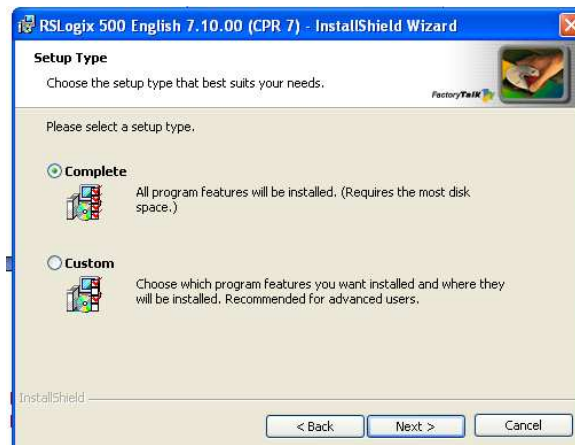 RSLogix 500 English 7.10.00 (CPR 7) - InstallShield Wizard
Setup Type
Choose the setup type that best suits your needs.
FactoryTalk
Please select a setup type.
Complete
All program features will be installed. (Requires the most disk
space.)
Custom
Choose which program features you want installed and where they
will be installed. Recommended for advanced users.
InstallShield
< Back
Next >
Cancel